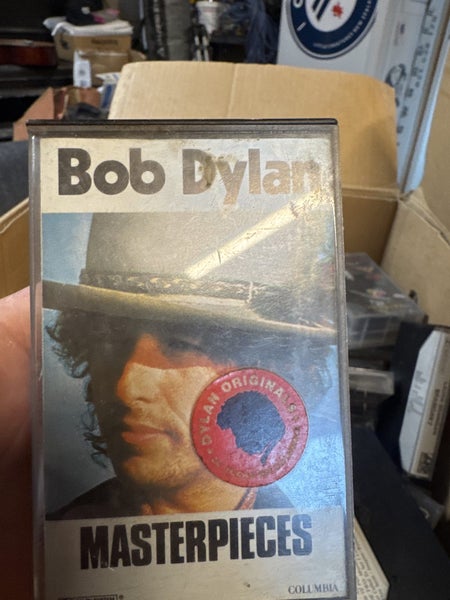 Bob Dylan
DYLAN ORIGINALS
MASTERPIECES
COLUMBIA